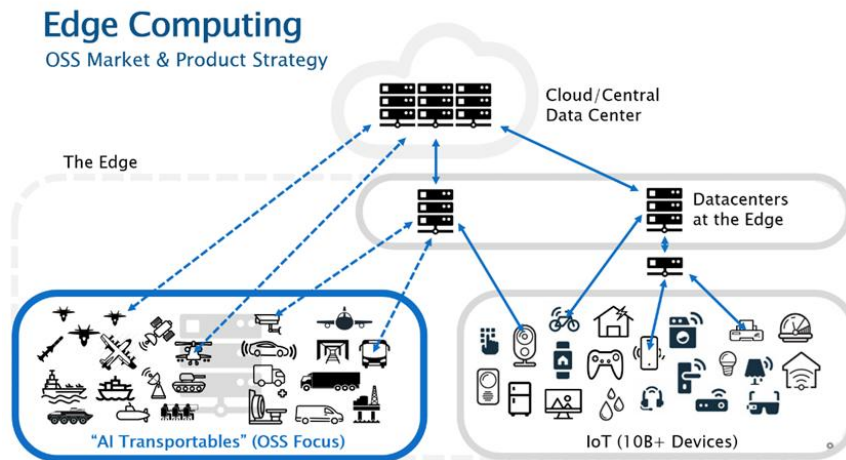 Edge Computing
OSS Market & Product Strategy
Cloud/Central
Data Center
The Edge
Datacenters
at the Edge
"AI Transportables" (OSS Focus)
IoT (10B+ Devices)